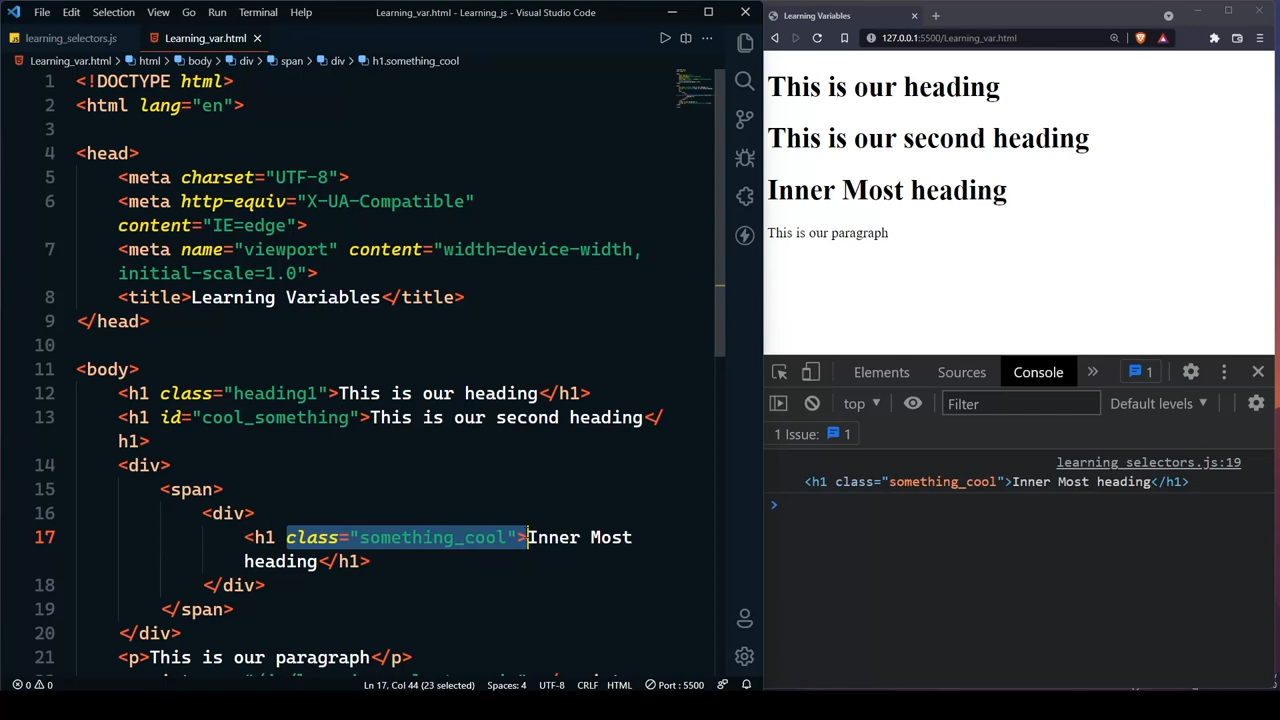 File Edit Selection View Go Run Terminal Help
Learning_var.html - Learning_js - Visual Studio Code
learning_selectors.js
Learning_var.html
Learning_var.html > html > body > div > span > div > h1.something_cool
1 <!DOCTYPE html>
2 <html lang="en">
3
4 <head>
5 <meta charset="UTF-8">
6 <meta http-equiv="X-UA-Compatible"
content="IE=edge">
7 <meta name="viewport" content="width=device-width,
initial-scale=1.0">
8 <title>Learning Variables</title>
9 </head>
10
11 <body>
12 <h1 class="heading1">This is our heading</h1>
13 <h1 id="cool_something">This is our second heading</
h1>
14 <div>
15 <span>
16 <div>
17 <h1 class="something_cool">Inner Most
heading</h1>
18 </div>
19 </span>
20 </div>
21 <p>This is our paragraph</p>
0 0
Ln 17, Col 44 (23 selected) Spaces: 4 UTF-8 CRLF HTML Port : 5500
Learning Variables
127.0.0.1:5500/Learning_var.html
This is our heading
This is our second heading
Inner Most heading
This is our paragraph
Elements Sources Console 1
top Filter Default levels
1 Issue: 1
learning_selectors.js:19
<h1 class="something_cool">Inner Most heading</h1>